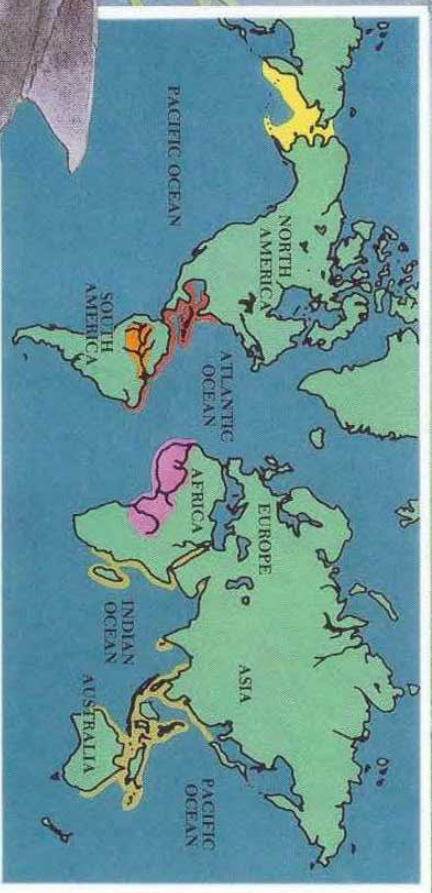 PACIFIC OCEAN
NORTH
AMERICA
SOUTH
AMERICA
ATLANTIC
OCEAN
AFRICA
EUROPE
INDIAN
OCEAN
ASIA
AUSTRALIA
PACIFIC
OCEAN